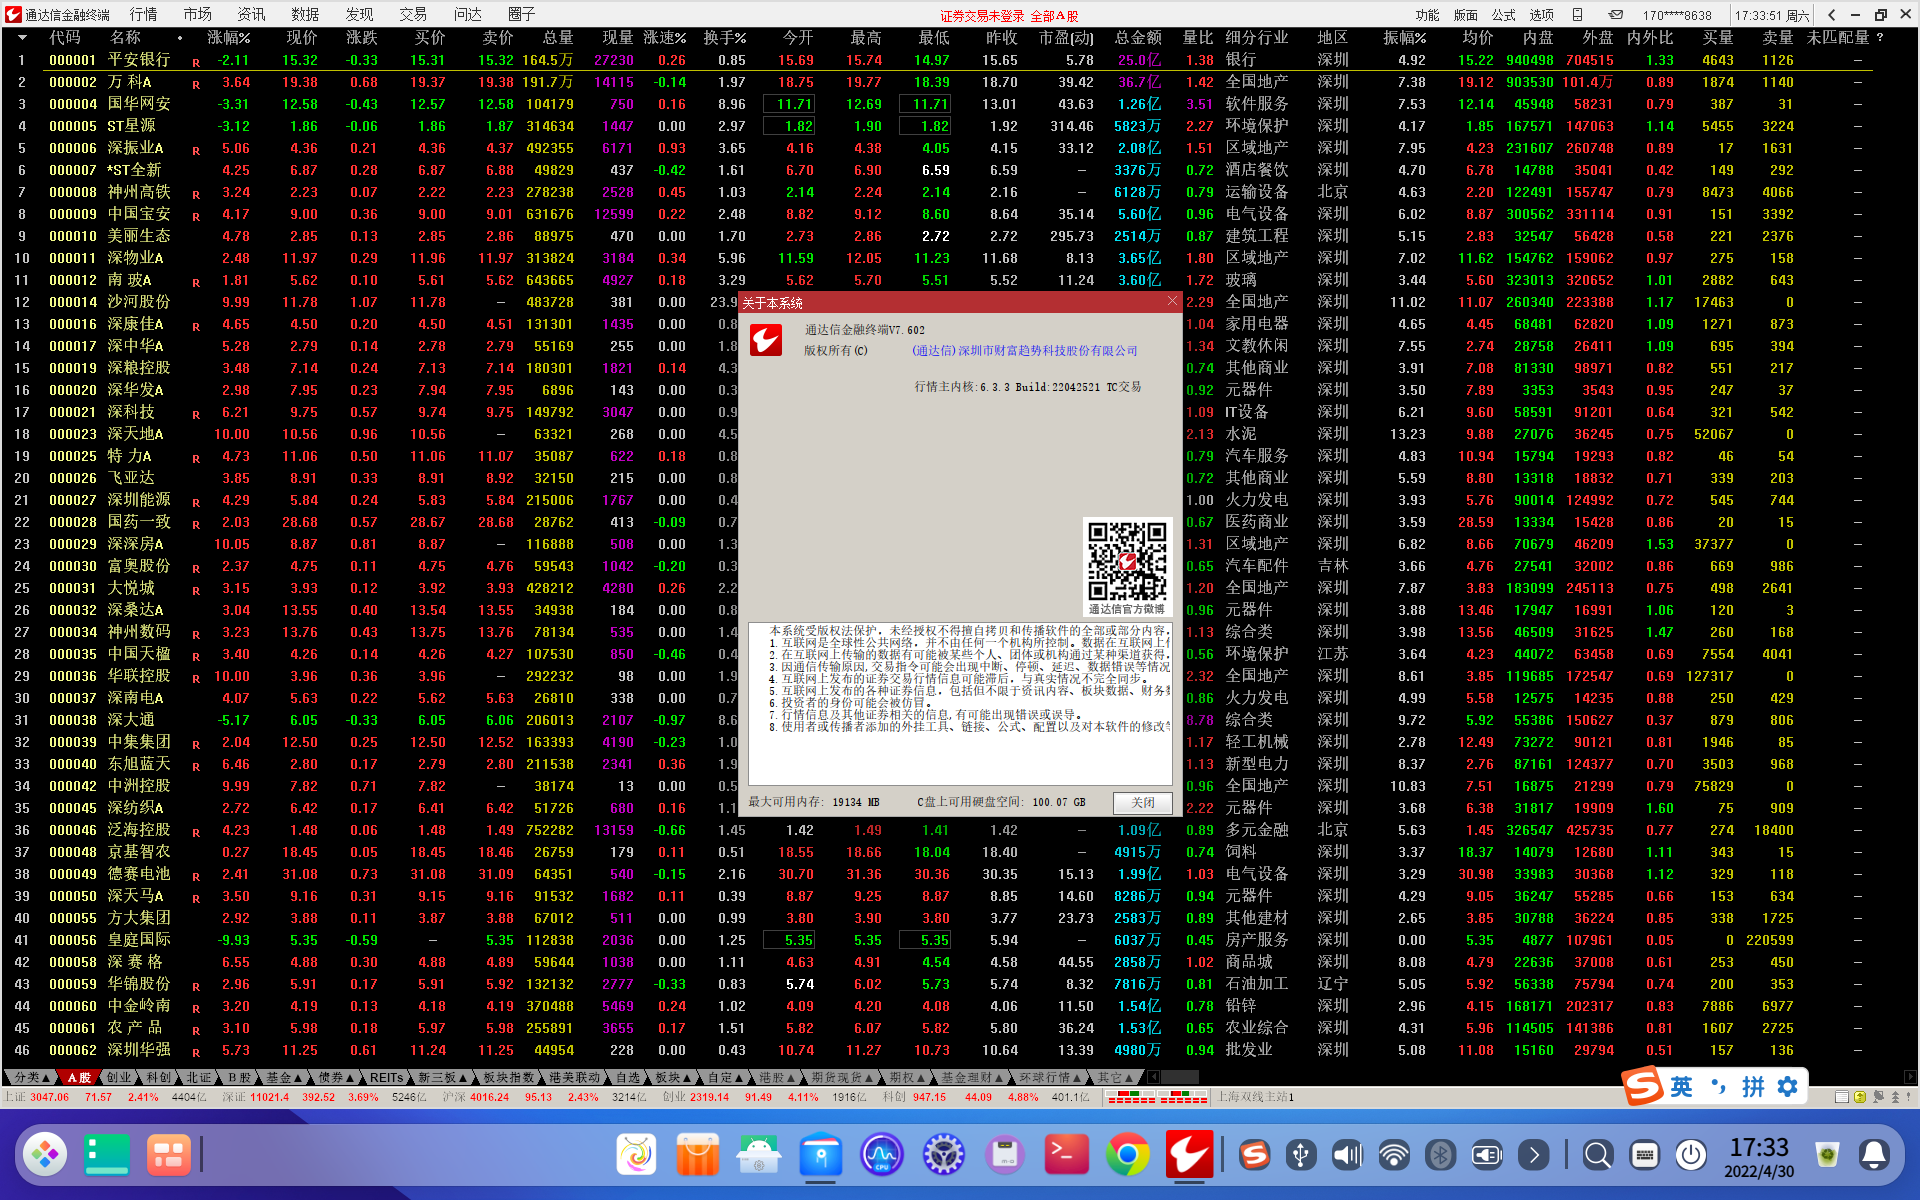 通达信金融终端 行情 市场 资讯 数据 发现 交易 问达 圈子 证券交易未登录 全部A股 功能 版面 公式 选项 170****8638 17:33:51 周六
代码 名称 涨幅% 现价 涨跌 买价 卖价 总量 现量 涨速% 换手% 今开 最高 最低 昨收 市盈(动) 总金额 量比 细分行业 地区 振幅% 均价 内盘 外盘 内外比 买量 卖量 未匹配量 ?
1 000001 平安银行 R -2.11 15.32 -0.33 15.31 15.32 164.5万 27230 0.26 0.85 15.69 15.74 14.97 15.65 5.78 25.0亿 1.38 银行 深圳 4.92 15.22 940498 704515 1.33 4643 1126 –
2 000002 万 科A R 3.64 19.37 0.68 19.37 19.38 191.7万 14115 -0.14 1.97 18.75 19.77 18.39 18.70 39.42 36.7亿 1.42 全国地产 深圳 7.38 19.12 903530 101.4万 0.89 1874 1140 –
3 000004 国华网安 -3.31 12.58 -0.43 12.57 12.58 104179 750 0.16 8.96 11.71 12.69 11.71 13.01 43.63 1.26亿 3.51 软件服务 深圳 7.53 12.14 45948 58231 0.79 387 31 –
4 000005 ST星源 -3.12 1.86 -0.06 1.86 1.87 314634 1447 0.00 2.97 1.82 1.90 1.82 1.92 314.46 5823万 2.27 环境保护 深圳 4.17 1.85 167571 147063 1.14 5455 3224 –
5 000006 深振业A R 5.06 4.36 0.21 4.36 4.37 492355 6171 0.93 3.65 4.16 4.38 4.05 4.15 33.12 2.08亿 1.51 区域地产 深圳 7.95 4.23 231607 260748 0.89 17 1631 –
6 000007 *ST全新 4.25 6.87 0.28 6.87 6.88 49829 437 -0.42 1.61 6.70 6.90 6.59 6.59 – 3376万 0.72 酒店餐饮 深圳 4.70 6.78 14788 35041 0.42 149 292 –
7 000008 神州高铁 R 3.24 2.23 0.07 2.22 2.23 278238 2528 0.45 1.03 2.14 2.24 2.14 2.16 – 6128万 0.79 运输设备 北京 4.63 2.20 122491 155747 0.79 8473 4066 –
8 000009 中国宝安 R 4.17 9.00 0.36 9.00 9.01 631676 12599 0.22 2.48 8.82 9.12 8.60 8.64 35.14 5.60亿 0.96 电气设备 深圳 6.02 8.87 300562 331114 0.91 151 3392 –
9 000010 美丽生态 4.78 2.85 0.13 2.85 2.86 88975 470 0.00 1.70 2.73 2.86 2.72 2.72 295.73 2514万 0.87 建筑工程 深圳 5.15 2.83 32547 56428 0.58 221 2376 –
10 000011 深物业A 2.48 11.97 0.29 11.96 11.97 313824 3184 0.34 5.96 11.59 12.05 11.23 11.68 8.13 3.65亿 1.80 区域地产 深圳 7.02 11.62 154762 159062 0.97 275 158 –
11 000012 南 玻A R 1.81 5.62 0.10 5.61 5.62 643665 4927 0.18 3.29 5.62 5.70 5.51 5.52 11.24 3.60亿 1.72 玻璃 深圳 3.44 5.60 323013 320652 1.01 2882 643 –
12 000014 沙河股份 9.99 11.78 1.07 11.78 – 483728 381 0.00 23.9 2.29 全国地产 深圳 11.02 11.07 260340 223388 1.17 17463 0 –
13 000016 深康佳A R 4.65 4.50 0.20 4.50 4.51 131301 1435 0.00 0.8 1.04 家用电器 深圳 4.65 4.45 68481 62820 1.09 1271 873 –
14 000017 深中华A 5.28 2.79 0.14 2.78 2.79 55169 255 0.00 1.8 1.34 文教休闲 深圳 7.55 2.74 28758 26411 1.09 695 394 –
15 000019 深粮控股 3.48 7.14 0.24 7.13 7.14 180301 1821 0.14 4.3 0.74 其他商业 深圳 3.91 7.08 81330 98971 0.82 551 217 –
16 000020 深华发A 2.98 7.95 0.23 7.94 7.95 6896 143 0.00 0.3 0.92 元器件 深圳 3.50 7.89 3353 3543 0.95 247 37 –
17 000021 深科技 R 6.21 9.75 0.57 9.74 9.75 149792 3047 0.00 0.9 1.09 IT设备 深圳 6.21 9.60 58591 91201 0.64 321 542 –
18 000023 深天地A 10.00 10.56 0.96 10.56 – 63321 268 0.00 4.5 2.13 水泥 深圳 13.23 9.88 27076 36245 0.75 52067 0 –
19 000025 特 力A R 4.73 11.06 0.50 11.06 11.07 35087 622 0.18 0.8 0.79 汽车服务 深圳 4.83 10.94 15794 19293 0.82 46 54 –
20 000026 飞亚达 3.85 8.91 0.33 8.91 8.92 32150 215 0.00 0.8 0.72 其他商业 深圳 5.59 8.80 13318 18832 0.71 339 203 –
21 000027 深圳能源 R 4.29 5.84 0.24 5.83 5.84 215006 1767 0.00 0.4 1.00 火力发电 深圳 3.93 5.76 90014 124992 0.72 545 744 –
22 000028 国药一致 R 2.03 28.68 0.57 28.67 28.68 28762 413 -0.09 0.7 0.67 医药商业 深圳 3.59 28.59 13334 15428 0.86 20 15 –
23 000029 深深房A 10.05 8.87 0.81 8.87 – 116888 508 0.00 1.3 1.31 区域地产 深圳 6.82 8.66 70679 46209 1.53 37377 0 –
24 000030 富奥股份 R 2.37 4.75 0.11 4.75 4.76 59543 1042 -0.20 0.3 0.65 汽车配件 吉林 3.66 4.76 27541 32002 0.86 669 986 –
25 000031 大悦城 R 3.15 3.93 0.12 3.92 3.93 428212 4280 0.26 2.2 1.20 全国地产 深圳 7.87 3.83 183099 245113 0.75 498 2641 –
26 000032 深桑达A 3.04 13.55 0.40 13.54 13.55 34938 184 0.00 0.8 0.96 元器件 深圳 3.88 13.46 17947 16991 1.06 120 3 –
27 000034 神州数码 R 3.23 13.76 0.43 13.75 13.76 78134 535 0.00 1.4 1.13 综合类 深圳 3.90 13.56 46509 31625 1.47 260 168 –
28 000035 中国天楹 R 3.40 4.26 0.14 4.26 4.27 107530 850 -0.46 0.4 0.56 环境保护 江苏 3.64 4.23 44072 63458 0.69 7554 4041 –
29 000036 华联控股 R 10.00 3.96 0.36 3.96 – 292232 98 0.00 1.9 2.32 全国地产 深圳 8.61 3.85 119685 172547 0.69 127317 0 –
30 000037 深南电A 4.07 5.63 0.22 5.62 5.63 26810 338 0.00 0.7 0.86 火力发电 深圳 4.99 5.58 12575 14235 0.88 250 429 –
31 000038 深大通 -5.17 6.05 -0.33 6.05 6.06 206013 2107 -0.97 8.6 8.78 综合类 深圳 9.72 5.92 55386 150627 0.37 879 806 –
32 000039 中集集团 R 2.04 12.50 0.25 12.50 12.52 163393 4190 -0.23 1.0 1.17 轻工机械 深圳 2.78 12.49 73272 90121 0.81 1946 85 –
33 000040 东旭蓝天 R 6.46 2.80 0.17 2.79 2.80 211538 2341 0.36 1.9 1.13 新型电力 深圳 8.37 2.76 87161 124377 0.70 3503 968 –
34 000042 中洲控股 9.99 7.82 0.71 7.82 – 38174 13 0.00 0.5 0.96 全国地产 深圳 10.83 7.51 16875 21299 0.79 75829 0 –
35 000045 深纺织A 2.72 6.42 0.17 6.41 6.42 51726 680 0.16 1.1 2.22 元器件 深圳 3.68 6.38 31817 19909 1.60 75 909 –
36 000046 泛海控股 R 4.23 1.48 0.06 1.48 1.49 752282 13159 -0.66 1.45 1.42 1.49 1.41 1.42 – 1.09亿 0.89 多元金融 北京 5.63 1.45 326547 425735 0.77 274 18400 –
37 000048 京基智农 0.27 18.45 0.05 18.45 18.46 26759 179 0.11 0.51 18.55 18.66 18.04 18.40 – 4915万 0.74 饲料 深圳 3.37 18.37 14079 12680 1.11 343 15 –
38 000049 德赛电池 R 2.41 31.08 0.73 31.08 31.09 64351 540 -0.15 2.16 30.70 31.36 30.36 30.35 15.13 1.99亿 1.03 电气设备 深圳 3.29 30.98 33983 30368 1.12 329 118 –
39 000050 深天马A R 3.50 9.16 0.31 9.15 9.16 91532 1682 0.11 0.39 8.87 9.25 8.87 8.85 14.60 8286万 0.94 元器件 深圳 4.29 9.05 36247 55285 0.66 153 634 –
40 000055 方大集团 2.92 3.88 0.11 3.87 3.88 67012 511 0.00 0.99 3.80 3.90 3.80 3.77 23.73 2583万 0.89 其他建材 深圳 2.65 3.85 30788 36224 0.85 338 1725 –
41 000056 皇庭国际 -9.93 5.35 -0.59 – 5.35 112838 2036 0.00 1.25 5.35 5.35 5.35 5.94 – 6037万 0.45 房产服务 深圳 0.00 5.35 4877 107961 0.05 0 220599 –
42 000058 深 赛 格 6.55 4.88 0.30 4.88 4.89 59644 1038 0.00 1.11 4.63 4.91 4.54 4.58 44.55 2858万 1.02 商品城 深圳 8.08 4.79 22636 37008 0.61 253 450 –
43 000059 华锦股份 R 2.96 5.91 0.17 5.91 5.92 132132 2777 -0.33 0.83 5.74 6.02 5.73 5.74 8.32 7816万 0.81 石油加工 辽宁 5.05 5.92 56338 75794 0.74 200 353 –
44 000060 中金岭南 R 3.20 4.19 0.13 4.18 4.19 370488 5469 0.24 1.02 4.09 4.20 4.08 4.06 11.50 1.54亿 0.78 铅锌 深圳 2.96 4.15 168171 202317 0.83 7886 6977 –
45 000061 农 产 品 R 3.10 5.98 0.18 5.97 5.98 255891 3655 0.17 1.51 5.82 6.07 5.82 5.80 36.24 1.53亿 0.65 农业综合 深圳 4.31 5.96 114505 141386 0.81 1607 2725 –
46 000062 深圳华强 R 5.73 11.25 0.61 11.24 11.25 44954 228 0.00 0.43 10.74 11.27 10.73 10.64 13.39 4980万 0.94 批发业 深圳 5.08 11.08 15160 29794 0.51 157 136 –
关于本系统
通达信金融终端V7.602
版权所有(C) (通达信)深圳市财富趋势科技股份有限公司
行情主内核:6.3.3 Build:22042521 TC交易
通达信官方微博
本系统受版权法保护，未经授权不得擅自拷贝和传播软件的全部或部分内容，
1. 互联网是全球性公共网络，并不由任何一个机构所控制。数据在互联网上
2. 在互联网上传输的数据有可能被某些个人、团体或机构通过某种渠道获得，
3. 因通信传输原因,交易指令可能会出现中断、停顿、延迟、数据错误等情况
4. 互联网上发布的证券交易行情信息可能滞后，与真实情况不完全同步。
5. 互联网上发布的各种证券信息，包括但不限于资讯内容、板块数据、财务
6. 投资者的身份可能会被仿冒。
7. 行情信息及其他证券相关的信息,有可能出现错误或误导。
8. 使用者或传播者添加的外挂工具、链接、公式、配置以及对本软件的修改
最大可用内存: 19134 MB C盘上可用硬盘空间: 100.07 GB 关闭
分类▲ A股 创业 科创 北证 B股 基金▲ 债券▲ REITs 新三板▲ 板块指数 港美联动 自选 板块▲ 自定▲ 港股▲ 期货现货▲ 期权▲ 基金理财▲ 环球行情▲ 其它▲
上证 3047.06 71.57 2.41% 4404亿 深证 11021.4 392.52 3.69% 5246亿 沪深 4016.24 95.13 2.43% 3214亿 创业 2319.14 91.49 4.11% 1916亿 科创 947.15 44.09 4.88% 401.1亿 上海双线主站1
英 拼
CPU
17:33
2022/4/30